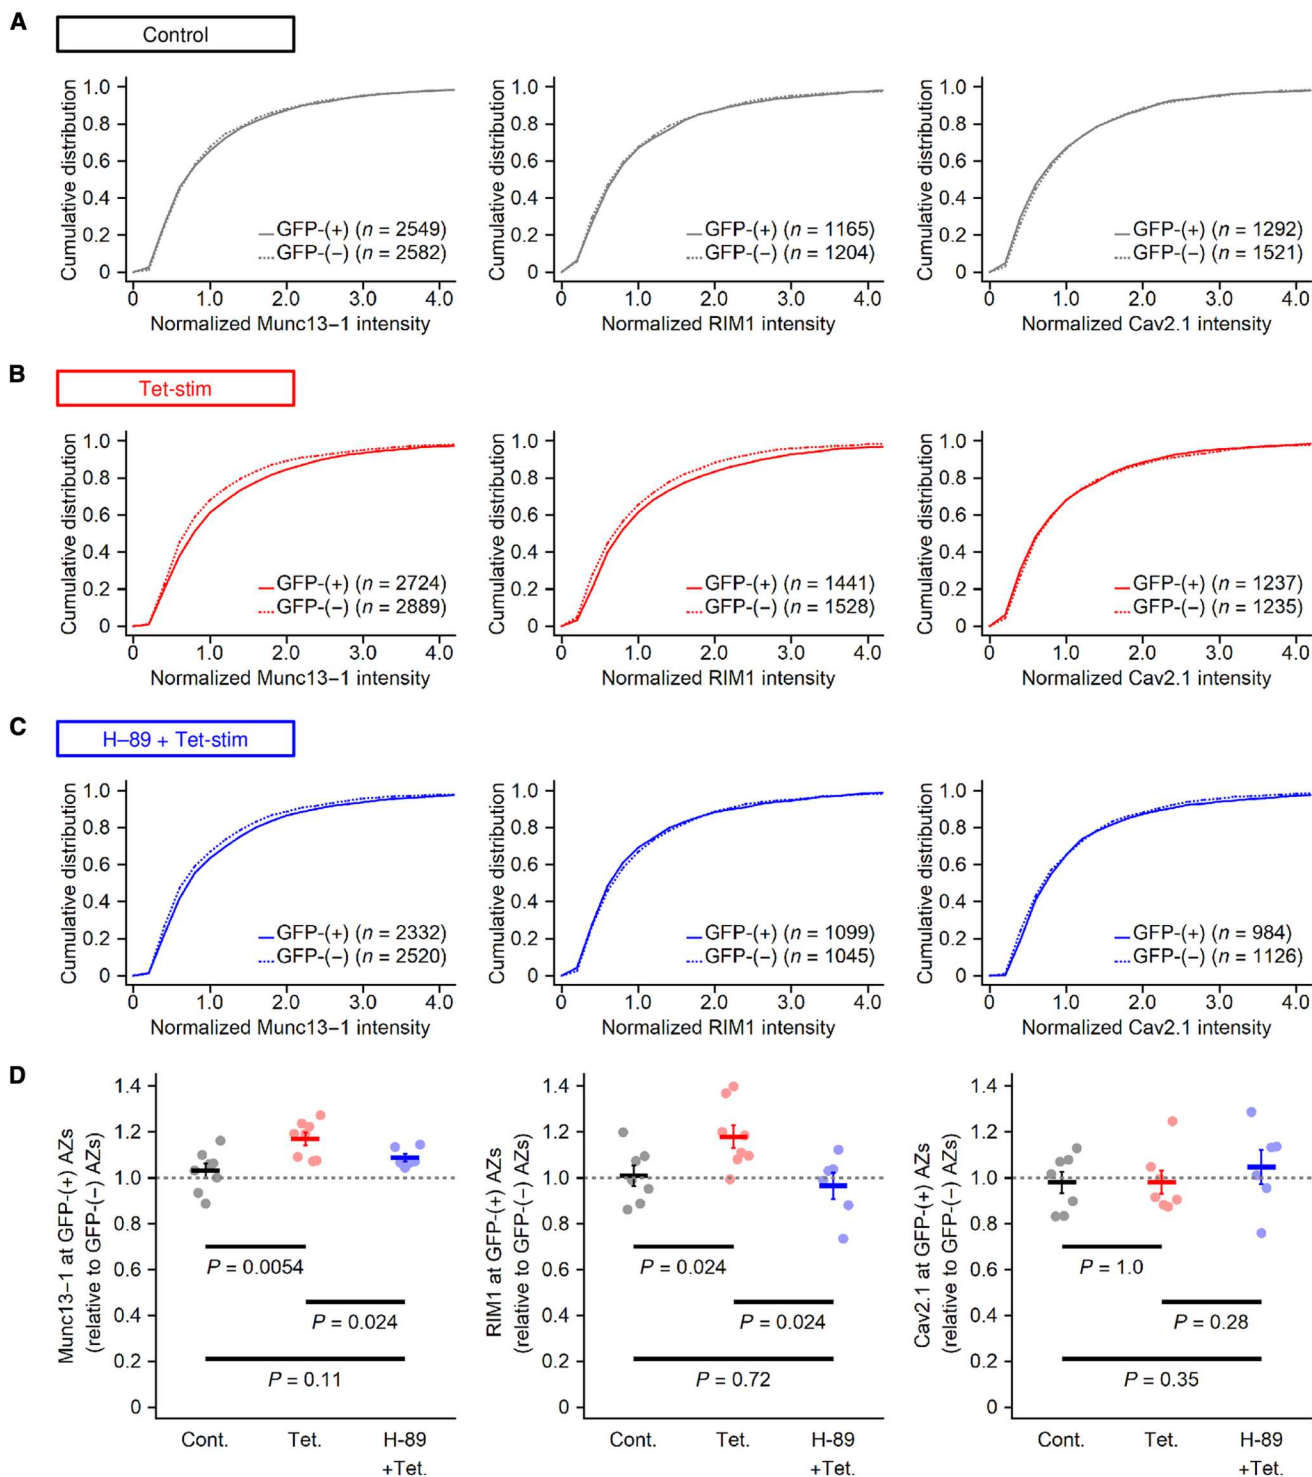 A
Control
Cumulative distribution
1.0
0.8
0.6
0.4
0.2
0
GFP-(+) (n = 2549)
GFP-(−) (n = 2582)
0 1.0 2.0 3.0 4.0
Normalized Munc13−1 intensity
Cumulative distribution
1.0
0.8
0.6
0.4
0.2
0
GFP-(+) (n = 1165)
GFP-(−) (n = 1204)
0 1.0 2.0 3.0 4.0
Normalized RIM1 intensity
Cumulative distribution
1.0
0.8
0.6
0.4
0.2
0
GFP-(+) (n = 1292)
GFP-(−) (n = 1521)
0 1.0 2.0 3.0 4.0
Normalized Cav2.1 intensity
B
Tet-stim
Cumulative distribution
1.0
0.8
0.6
0.4
0.2
0
GFP-(+) (n = 2724)
GFP-(−) (n = 2889)
0 1.0 2.0 3.0 4.0
Normalized Munc13−1 intensity
Cumulative distribution
1.0
0.8
0.6
0.4
0.2
0
GFP-(+) (n = 1441)
GFP-(−) (n = 1528)
0 1.0 2.0 3.0 4.0
Normalized RIM1 intensity
Cumulative distribution
1.0
0.8
0.6
0.4
0.2
0
GFP-(+) (n = 1237)
GFP-(−) (n = 1235)
0 1.0 2.0 3.0 4.0
Normalized Cav2.1 intensity
C
H–89 + Tet-stim
Cumulative distribution
1.0
0.8
0.6
0.4
0.2
0
GFP-(+) (n = 2332)
GFP-(−) (n = 2520)
0 1.0 2.0 3.0 4.0
Normalized Munc13−1 intensity
Cumulative distribution
1.0
0.8
0.6
0.4
0.2
0
GFP-(+) (n = 1099)
GFP-(−) (n = 1045)
0 1.0 2.0 3.0 4.0
Normalized RIM1 intensity
Cumulative distribution
1.0
0.8
0.6
0.4
0.2
0
GFP-(+) (n = 984)
GFP-(−) (n = 1126)
0 1.0 2.0 3.0 4.0
Normalized Cav2.1 intensity
D
Munc13−1 at GFP-(+) AZs
(relative to GFP-(−) AZs)
1.4
1.2
1.0
0.8
0.6
0.4
0.2
0
P = 0.0054
P = 0.024
P = 0.11
Cont. Tet. H-89
+Tet.
RIM1 at GFP-(+) AZs
(relative to GFP-(−) AZs)
1.4
1.2
1.0
0.8
0.6
0.4
0.2
0
P = 0.024
P = 0.024
P = 0.72
Cont. Tet. H-89
+Tet.
Cav2.1 at GFP-(+) AZs
(relative to GFP-(−) AZs)
1.4
1.2
1.0
0.8
0.6
0.4
0.2
0
P = 1.0
P = 0.28
P = 0.35
Cont. Tet. H-89
+Tet.